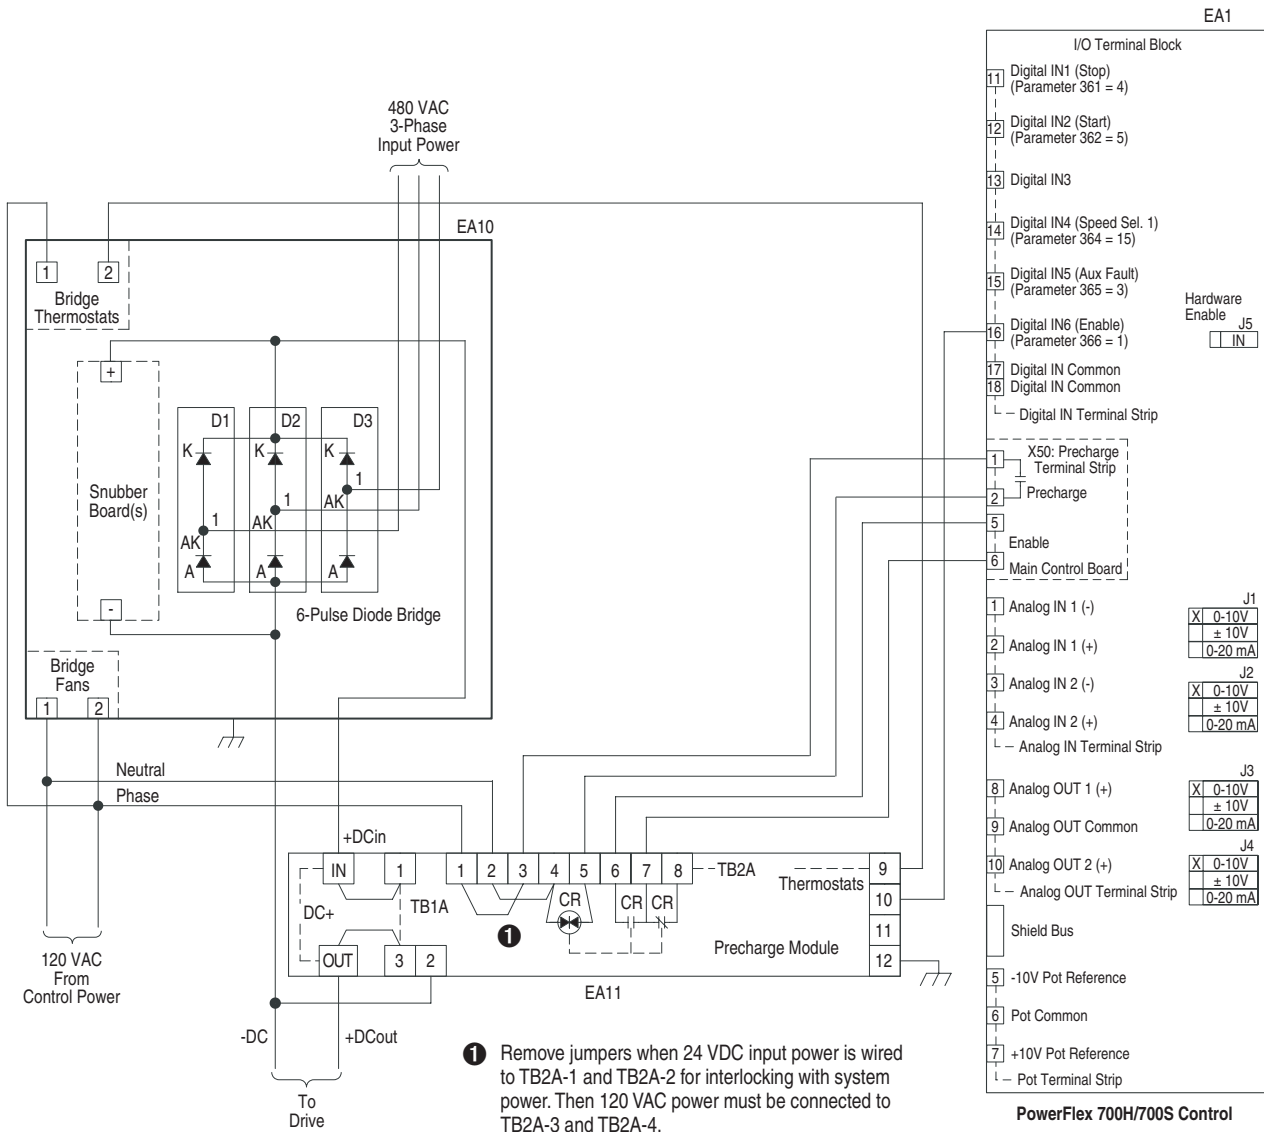 EA1
I/O Terminal Block
11 Digital IN1 (Stop)
(Parameter 361 = 4)
12 Digital IN2 (Start)
(Parameter 362 = 5)
13 Digital IN3
14 Digital IN4 (Speed Sel. 1)
(Parameter 364 = 15)
15 Digital IN5 (Aux Fault)
(Parameter 365 = 3)
Hardware
Enable
J5
IN
16 Digital IN6 (Enable)
(Parameter 366 = 1)
17 Digital IN Common
18 Digital IN Common
Digital IN Terminal Strip
1 X50: Precharge
Terminal Strip
2 Precharge
5
Enable
6 Main Control Board
1 Analog IN 1 (-)
2 Analog IN 1 (+)
3 Analog IN 2 (-)
4 Analog IN 2 (+)
Analog IN Terminal Strip
J1
X 0-10V
± 10V
0-20 mA
J2
X 0-10V
± 10V
0-20 mA
8 Analog OUT 1 (+)
9 Analog OUT Common
10 Analog OUT 2 (+)
Analog OUT Terminal Strip
J3
X 0-10V
± 10V
0-20 mA
J4
X 0-10V
± 10V
0-20 mA
Shield Bus
5 -10V Pot Reference
6 Pot Common
7 +10V Pot Reference
Pot Terminal Strip
PowerFlex 700H/700S Control
480 VAC
3-Phase
Input Power
EA10
1 2
Bridge
Thermostats
+
Snubber
Board(s)
-
D1 D2 D3
K K K
1
1
1
AK
AK
AK
A A A
6-Pulse Diode Bridge
Bridge
Fans
1 2
Neutral
Phase
120 VAC
From
Control Power
+DCin
IN 1
DC+
TB1A
OUT 3 2
1 2 3 4 5 6 7 8 TB2A
CR CR CR
1
Thermostats 9
10
11
12
Precharge Module
EA11
-DC
+DCout
To
Drive
1 Remove jumpers when 24 VDC input power is wired
to TB2A-1 and TB2A-2 for interlocking with system
power. Then 120 VAC power must be connected to
TB2A-3 and TB2A-4.